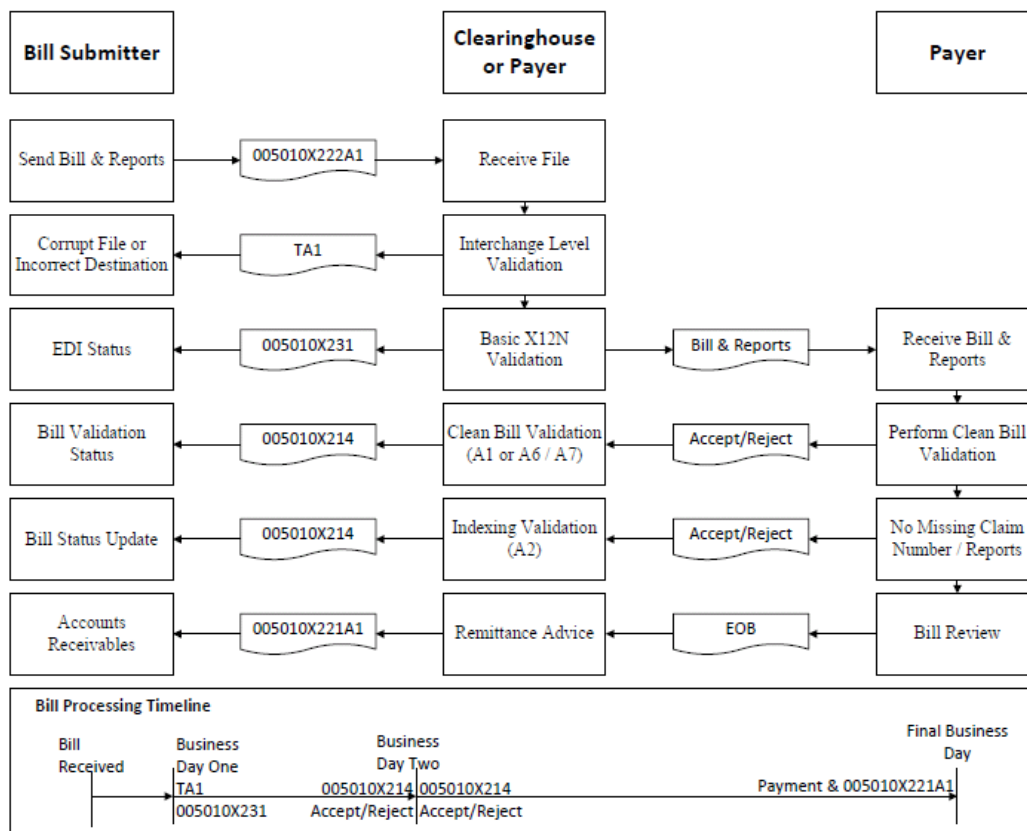 Bill Submitter
Clearinghouse
or Payer
Payer
Send Bill & Reports
005010X222A1
Receive File
Corrupt File or
Incorrect Destination
TA1
Interchange Level
Validation
EDI Status
005010X231
Basic X12N
Validation
Bill & Reports
Receive Bill &
Reports
Bill Validation
Status
005010X214
Clean Bill Validation
(A1 or A6 / A7)
Accept/Reject
Perform Clean Bill
Validation
Bill Status Update
005010X214
Indexing Validation
(A2)
Accept/Reject
No Missing Claim
Number / Reports
Accounts
Receivables
005010X221A1
Remittance Advice
EOB
Bill Review
Bill Processing Timeline
Bill
Received
Business
Day One
TA1
005010X231
Business
Day Two
005010X214
Accept/Reject
005010X214
Accept/Reject
Final Business
Day
Payment & 005010X221A1